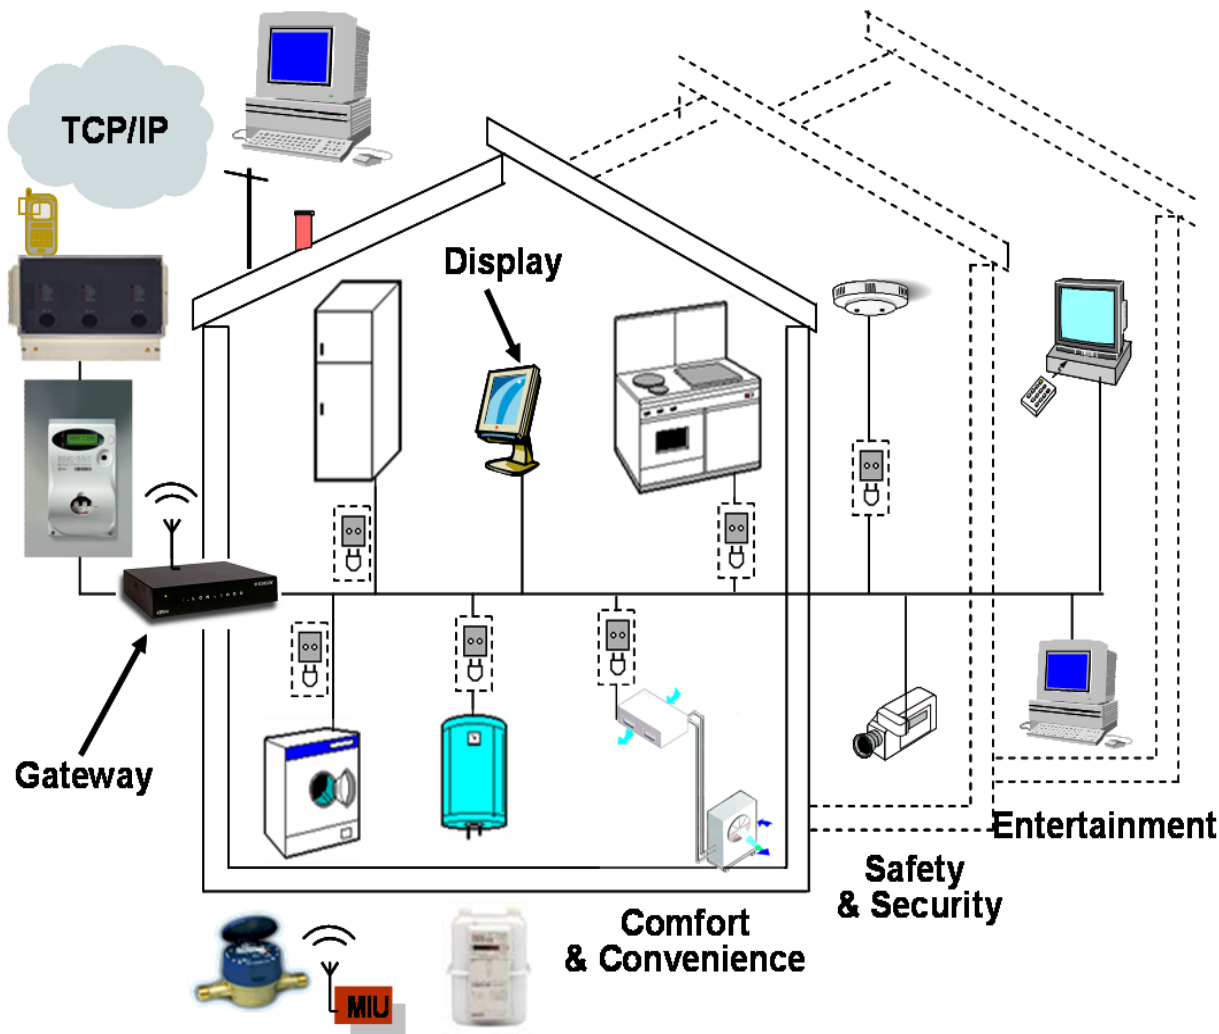 TCP/IP
Display
Gateway
Entertainment
Safety
& Security
Comfort
& Convenience
MIU